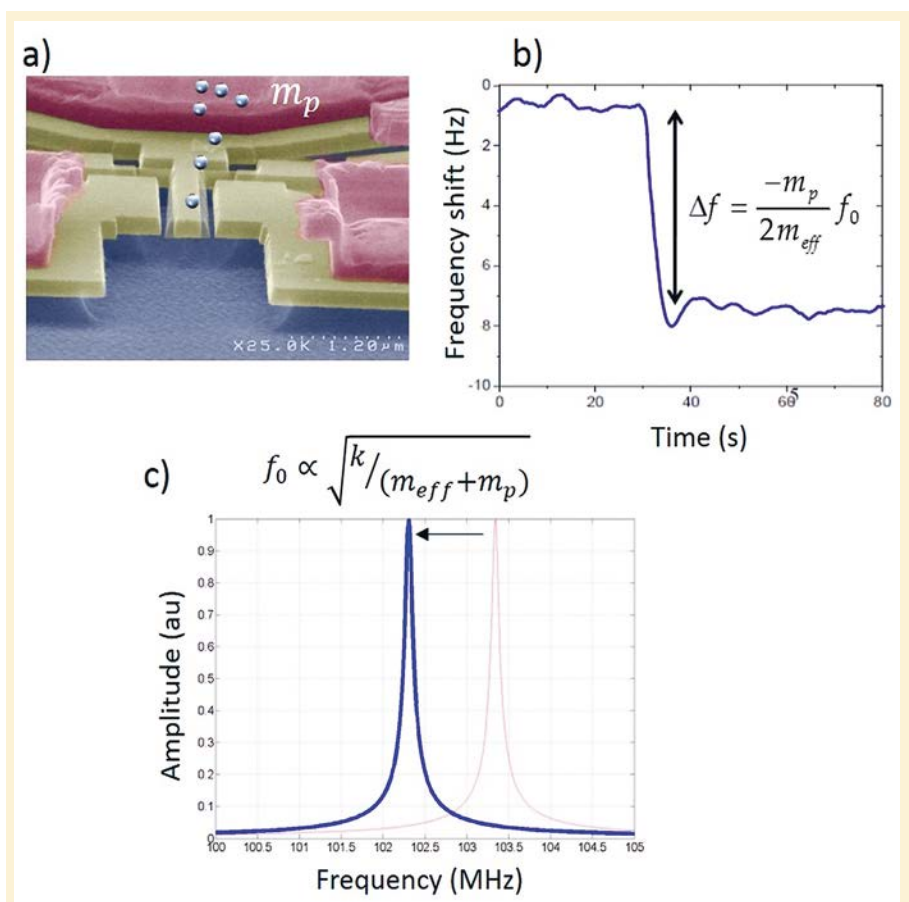 a)
m_p
X25.0K 1.20μm
b)
Frequency shift (Hz)
0
2
4
6
8
-10
Δf = -m_p / 2m_eff f_0
0 20 40 60 80
5
Time (s)
c)
f_0 ∝ √k/(m_eff+m_p)
Amplitude (au)
1
0.9
0.8
0.7
0.6
0.5
0.4
0.3
0.2
0.1
0
100 100.5 101 101.5 102 102.5 103 103.5 104 104.5 105
Frequency (MHz)